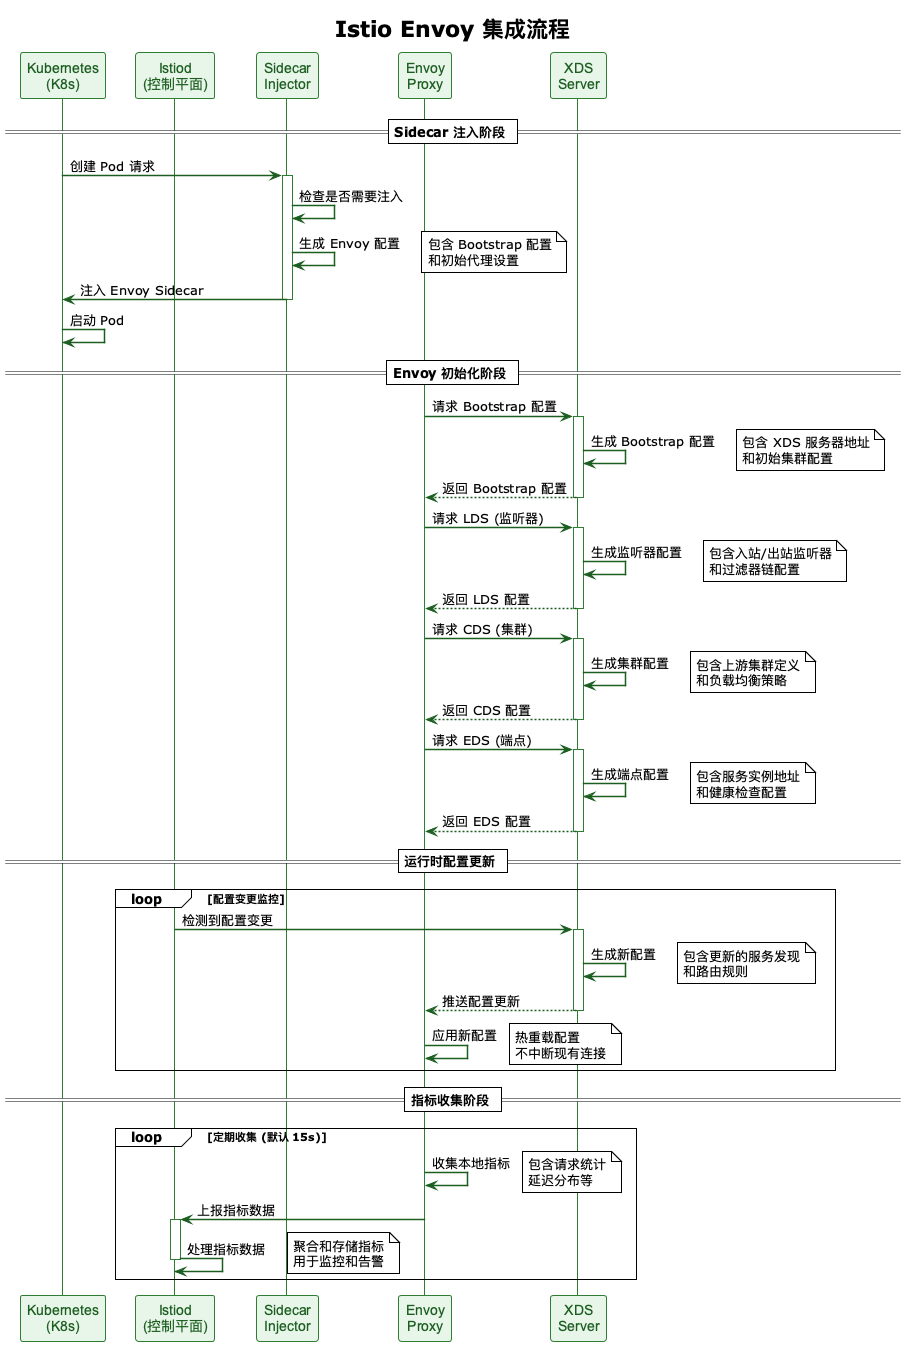 Istio Envoy 集成流程
Kubernetes
(K8s)
Istiod
(控制平面)
Sidecar
Injector
Envoy
Proxy
XDS
Server
Sidecar 注入阶段
创建 Pod 请求
检查是否需要注入
生成 Envoy 配置
包含 Bootstrap 配置
和初始代理设置
注入 Envoy Sidecar
启动 Pod
Envoy 初始化阶段
请求 Bootstrap 配置
生成 Bootstrap 配置
包含 XDS 服务器地址
和初始集群配置
返回 Bootstrap 配置
请求 LDS (监听器)
生成监听器配置
包含入站/出站监听器
和过滤器链配置
返回 LDS 配置
请求 CDS (集群)
生成集群配置
包含上游集群定义
和负载均衡策略
返回 CDS 配置
请求 EDS (端点)
生成端点配置
包含服务实例地址
和健康检查配置
返回 EDS 配置
运行时配置更新
loop
[配置变更监控]
检测到配置变更
生成新配置
包含更新的服务发现
和路由规则
推送配置更新
应用新配置
热重载配置
不中断现有连接
指标收集阶段
loop
[定期收集 (默认 15s)]
收集本地指标
包含请求统计
延迟分布等
上报指标数据
处理指标数据
聚合和存储指标
用于监控和告警
Kubernetes
(K8s)
Istiod
(控制平面)
Sidecar
Injector
Envoy
Proxy
XDS
Server